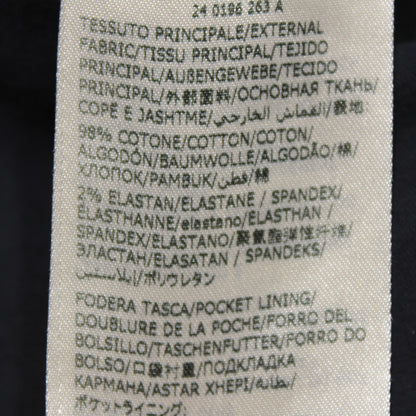 24 0186 263 A
TESSUTO PRINCIPALE/EXTERNAL
FABRIC/TISSU PRINCIPAL/TEJIDO
PRINCIPAL/AUßENGEWEBE/TECIDO
PRINCIPAL/外部面料/ОСНОВНАЯ ТКАНЬ/
COPË E JASHTME/القماش الخارجي/表地
98% COTONE/COTTON/COTON/
ALGODÓN/BAUMWOLLE/ALGODÃO/棉/
ХЛОПОК/PAMBUK/قطن/綿
2% ELASTAN/ELASTANE / SPANDEX/
ELASTHANNE/elastano/ELASTHAN /
SPANDEX/ELASTANO/聚氨酯弹性纤维/
ЭЛАСТАН/ELASATAN / SPANDEKS/
إيلاستين/ポリウレタン
FODERA TASCA/POCKET LINING/
DOUBLURE DE LA POCHE/FORRO DEL
BOLSILLO/TASCHENFUTTER/FORRO DO
BOLSO/口袋衬里/ПОДКЛАДКА
КАРМАНА/ASTAR XHEPI/بطانة/
ポケットライニング/